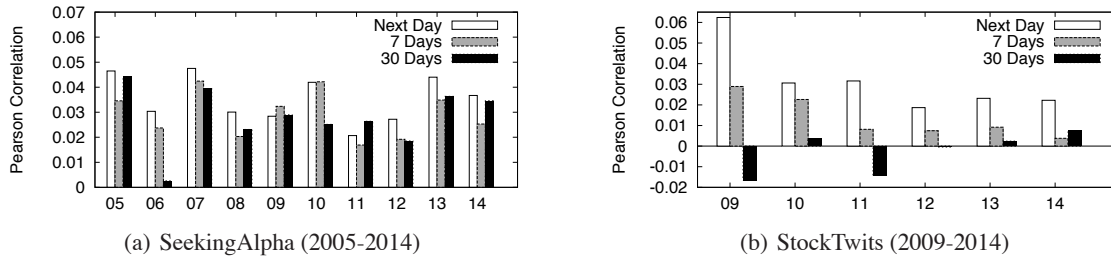 Pearson Correlation
0.07
0.06
0.05
0.04
0.03
0.02
0.01
0
Next Day
7 Days
30 Days
05 06 07 08 09 10 11 12 13 14
(a) SeekingAlpha (2005-2014)
Pearson Correlation
0.06
0.05
0.04
0.03
0.02
0.01
0
-0.01
-0.02
Next Day
7 Days
30 Days
09 10 11 12 13 14
(b) StockTwits (2009-2014)